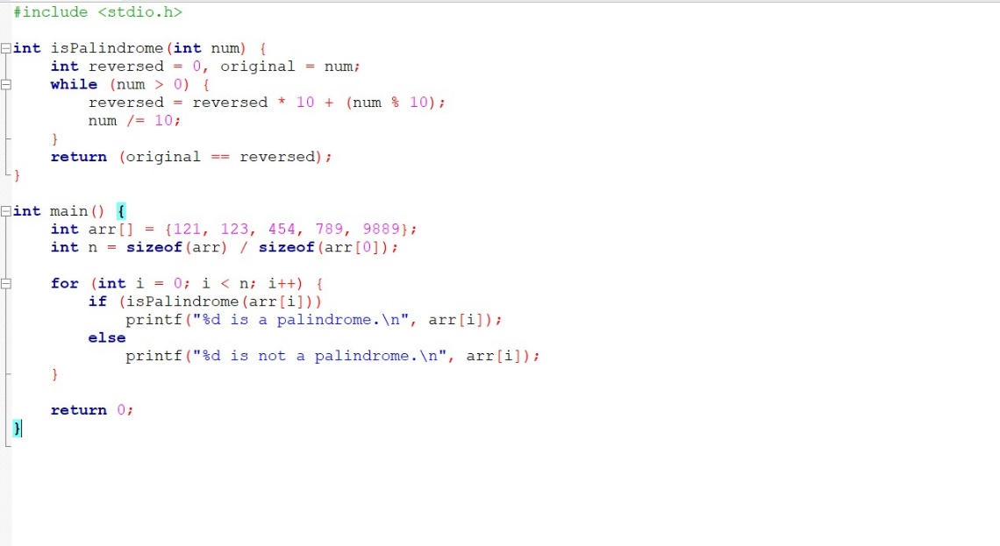 #include <stdio.h>
int isPalindrome(int num) {
int reversed = 0, original = num;
while (num > 0) {
reversed = reversed * 10 + (num % 10);
num /= 10;
}
return (original == reversed);
}
int main() {
int arr[] = {121, 123, 454, 789, 9889};
int n = sizeof(arr) / sizeof(arr[0]);
for (int i = 0; i < n; i++) {
if (isPalindrome(arr[i]))
printf("%d is a palindrome.\n", arr[i]);
else
printf("%d is not a palindrome.\n", arr[i]);
}
return 0;
}